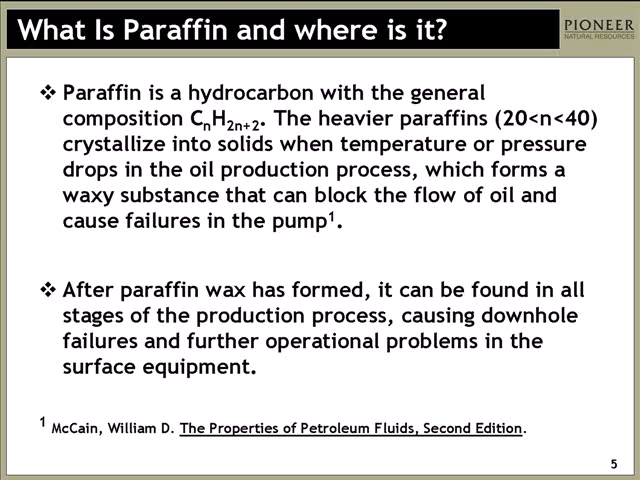 What Is Paraffin and where is it?
PIONEER
NATURAL RESOURCES
❖ Paraffin is a hydrocarbon with the general
composition CnH2n+2. The heavier paraffins (20<n<40)
crystallize into solids when temperature or pressure
drops in the oil production process, which forms a
waxy substance that can block the flow of oil and
cause failures in the pump1.
❖ After paraffin wax has formed, it can be found in all
stages of the production process, causing downhole
failures and further operational problems in the
surface equipment.
1 McCain, William D. The Properties of Petroleum Fluids, Second Edition.
5